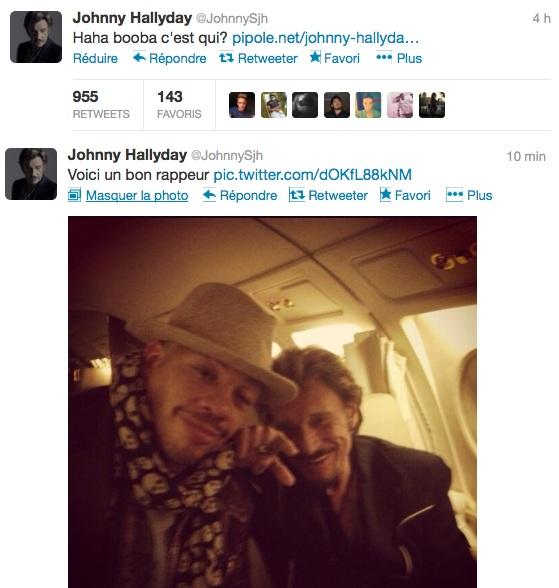 Johnny Hallyday @JohnnySjh 4 h
Haha booba c'est qui? pipole.net/johnny-hallyda…
Réduire Répondre Retweeter Favori Plus
955 143
RETWEETS FAVORIS
Johnny Hallyday @JohnnySjh 10 min
Voici un bon rappeur pic.twitter.com/dOKfL88kNM
Masquer la photo Répondre Retweeter Favori Plus